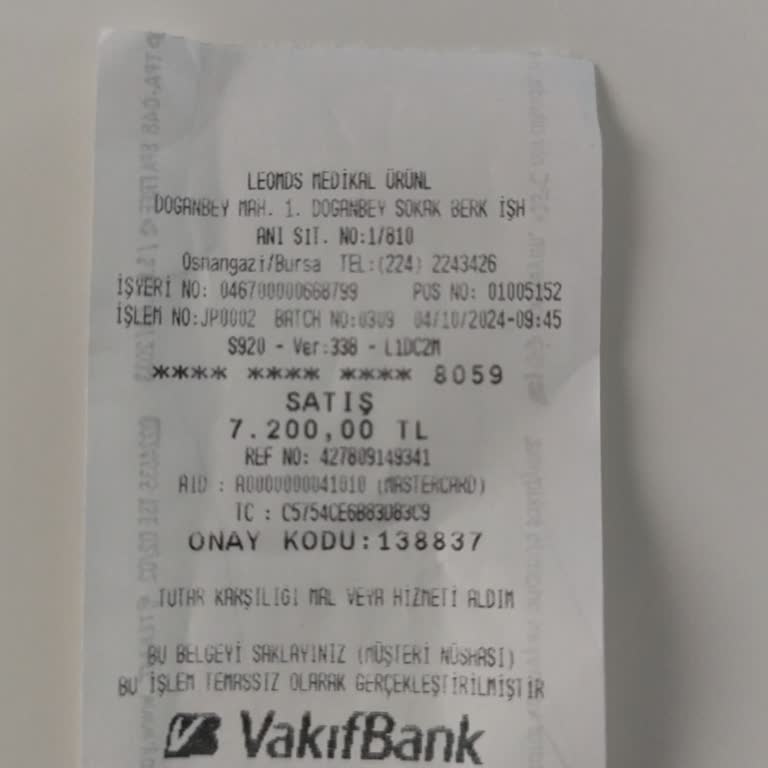 LEOMDS MEDİKAL ÜRÜNL
DOGANBEY MAH. 1. DOGANBEY SOKAK BERK İŞH
ANI SIT. NO:1/810
Osmangazi/Bursa TEL:(224) 2243426
İŞYERİ NO: 046700000668799 POS NO: 01005152
İŞLEM NO:JP0002 BATCH NO:0309 04/10/2024-09:45
S920 - Ver:338 - L1DC2M
**** **** **** 8059
SATIŞ
7.200,00 TL
REF NO: 427809149341
AID : A0000000041010 (MASTERCARD)
TC : C5754CE6B83D83C9
ONAY KODU:138837
TUTAR KARŞILIGI MAL VEYA HIZMETİ ALDIM
BU BELGEYİ SAKLAYINIZ (MÜŞTERİ NÜSHASI)
BU İŞLEM TEMASSIZ OLARAK GERÇEKLEŞTİRİLMİŞTİR
VakıfBank